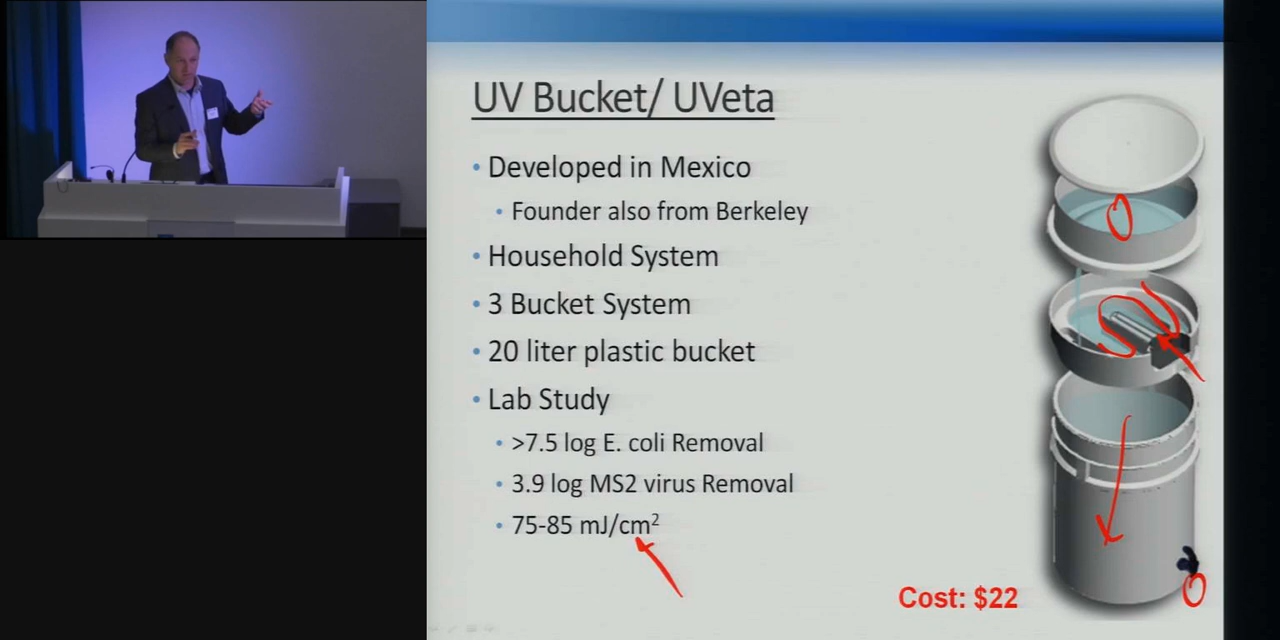 UV Bucket/ UVeta
• Developed in Mexico
• Founder also from Berkeley
• Household System
• 3 Bucket System
• 20 liter plastic bucket
• Lab Study
• >7.5 log E. coli Removal
• 3.9 log MS2 virus Removal
• 75-85 mJ/cm²
Cost: $22